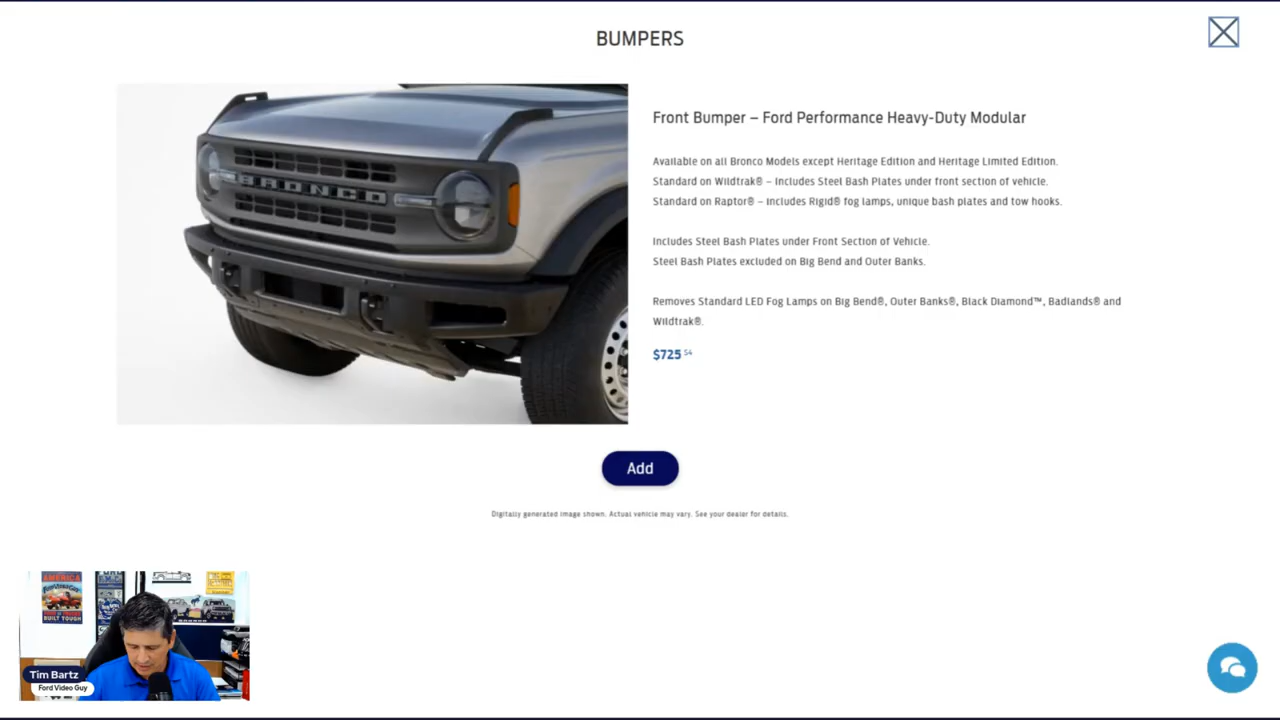 BUMPERS
Front Bumper – Ford Performance Heavy-Duty Modular
Available on all Bronco Models except Heritage Edition and Heritage Limited Edition.
Standard on Wildtrak® – Includes Steel Bash Plates under front section of vehicle.
Standard on Raptor® – Includes Rigid® fog lamps, unique bash plates and tow hooks.
Includes Steel Bash Plates under Front Section of Vehicle.
Steel Bash Plates excluded on Big Bend and Outer Banks.
Removes Standard LED Fog Lamps on Big Bend®, Outer Banks®, Black Diamond™, Badlands® and
Wildtrak®.
$725 54
BRONCO
Add
Digitally generated image shown. Actual vehicle may vary. See your dealer for details.
AMERICA
BUILT TOUGH
BRONCO
Tim Bartz
Ford Video Guy